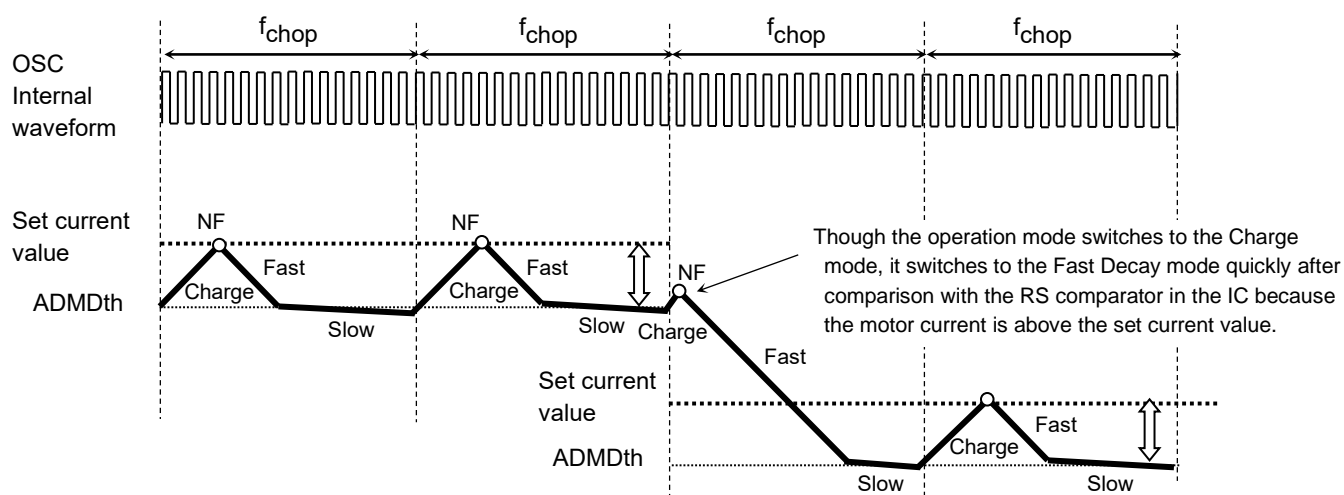 fchop
fchop
fchop
fchop
OSC
Internal
waveform
Set current
value
NF
NF
Though the operation mode switches to the Charge
mode, it switches to the Fast Decay mode quickly after
comparison with the RS comparator in the IC because
the motor current is above the set current value.
NF
Fast
Fast
Charge
Charge
ADMDth
Slow
Slow
Charge
Fast
Set current
value
Fast
Charge
ADMDth
Slow
Slow